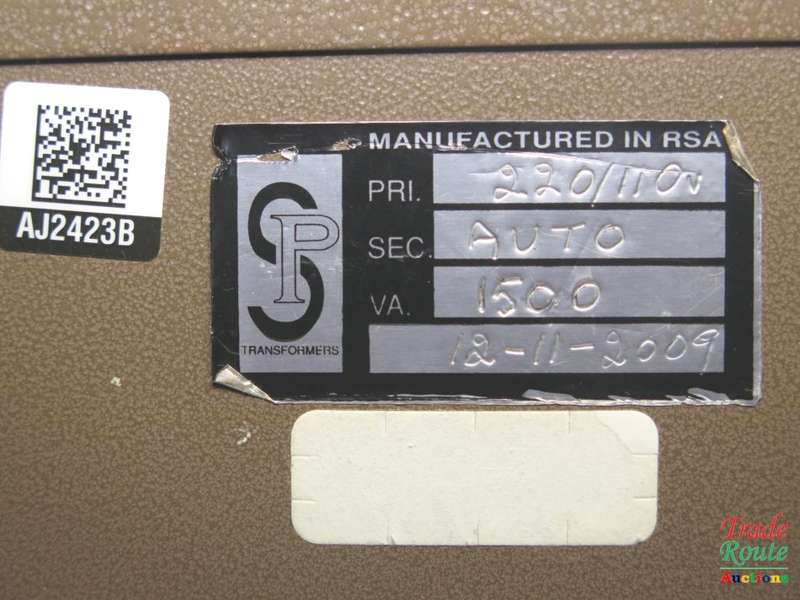 AJ2423B
MANUFACTURED IN RSA
PRI. 220/110v
SEC. AUTO
VA. 1500
12-11-2009
SP
TRANSFORMERS
Trade
Route
Auctions